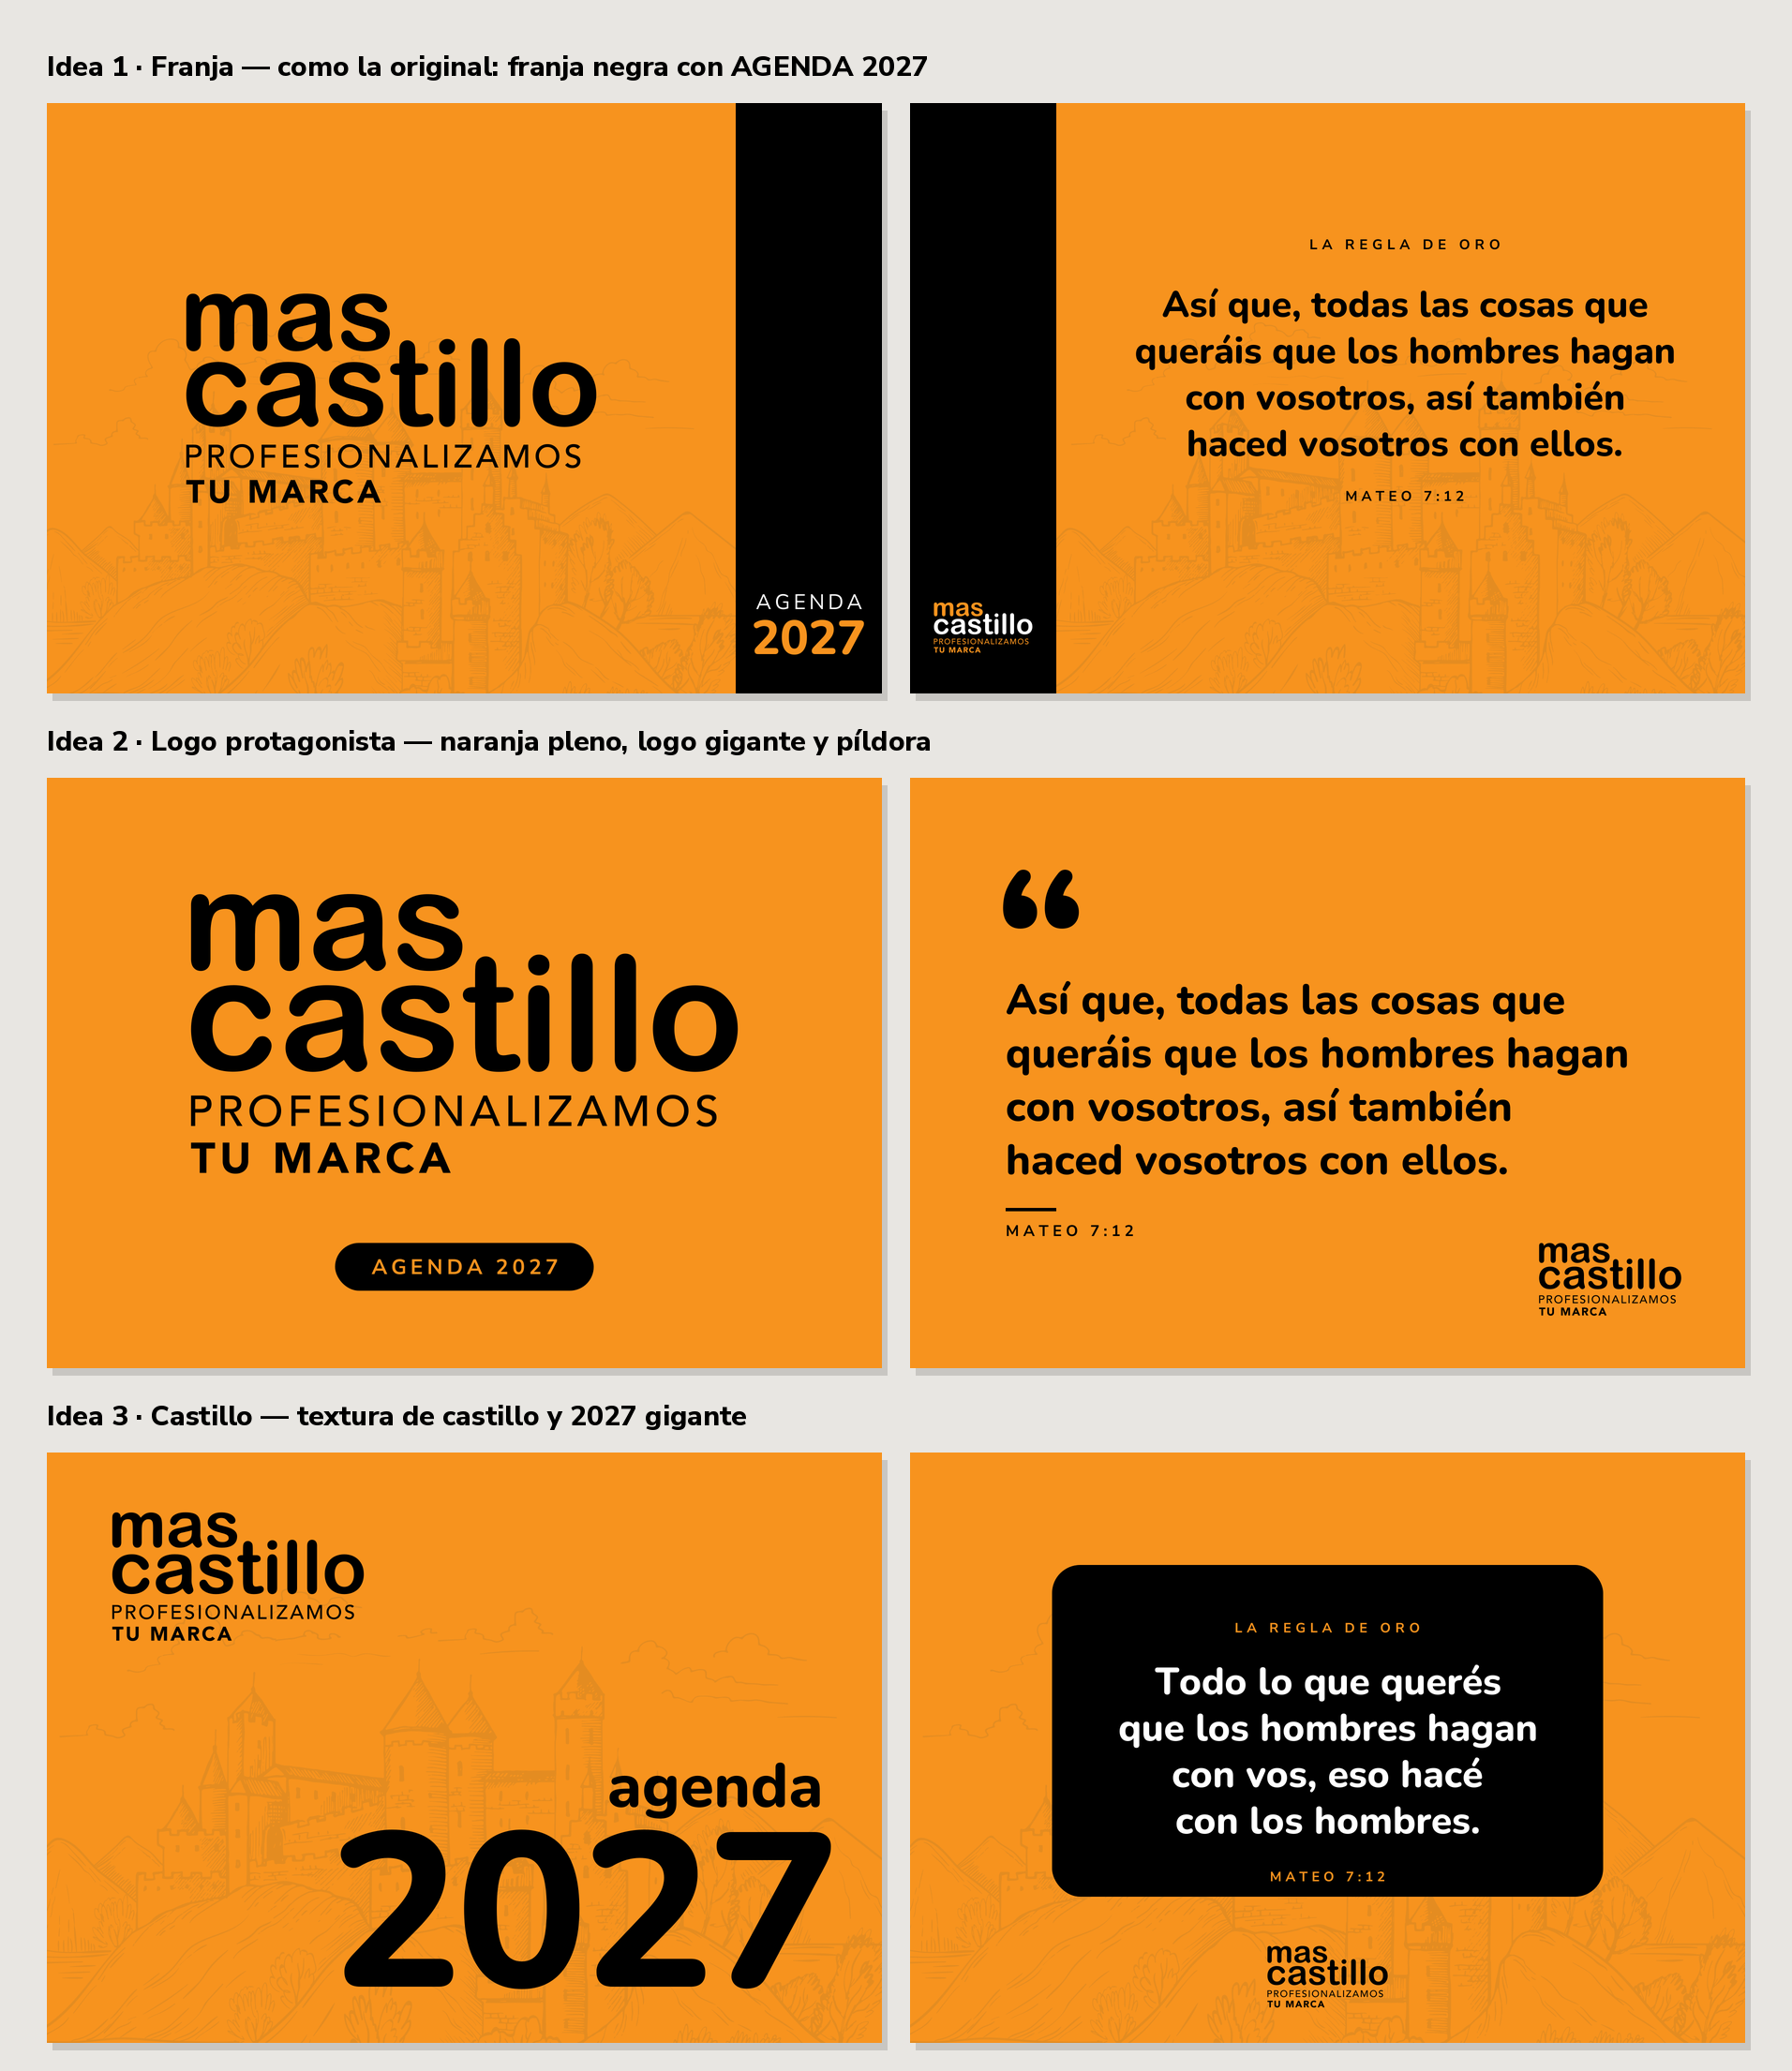 Idea 1 · Franja — como la original: franja negra con AGENDA 2027
mas
castillo
PROFESIONALIZAMOS
TU MARCA
AGENDA
2027
LA REGLA DE ORO
Así que, todas las cosas que
queráis que los hombres hagan
con vosotros, así también
haced vosotros con ellos.
MATEO 7:12
mas
castillo
PROFESIONALIZAMOS
TU MARCA
Idea 2 · Logo protagonista — naranja pleno, logo gigante y píldora
mas
castillo
PROFESIONALIZAMOS
TU MARCA
AGENDA 2027
“
Así que, todas las cosas que
queráis que los hombres hagan
con vosotros, así también
haced vosotros con ellos.
MATEO 7:12
mas
castillo
PROFESIONALIZAMOS
TU MARCA
Idea 3 · Castillo — textura de castillo y 2027 gigante
mas
castillo
PROFESIONALIZAMOS
TU MARCA
agenda
2027
LA REGLA DE ORO
Todo lo que querés
que los hombres hagan
con vos, eso hacé
con los hombres.
MATEO 7:12
mas
castillo
PROFESIONALIZAMOS
TU MARCA